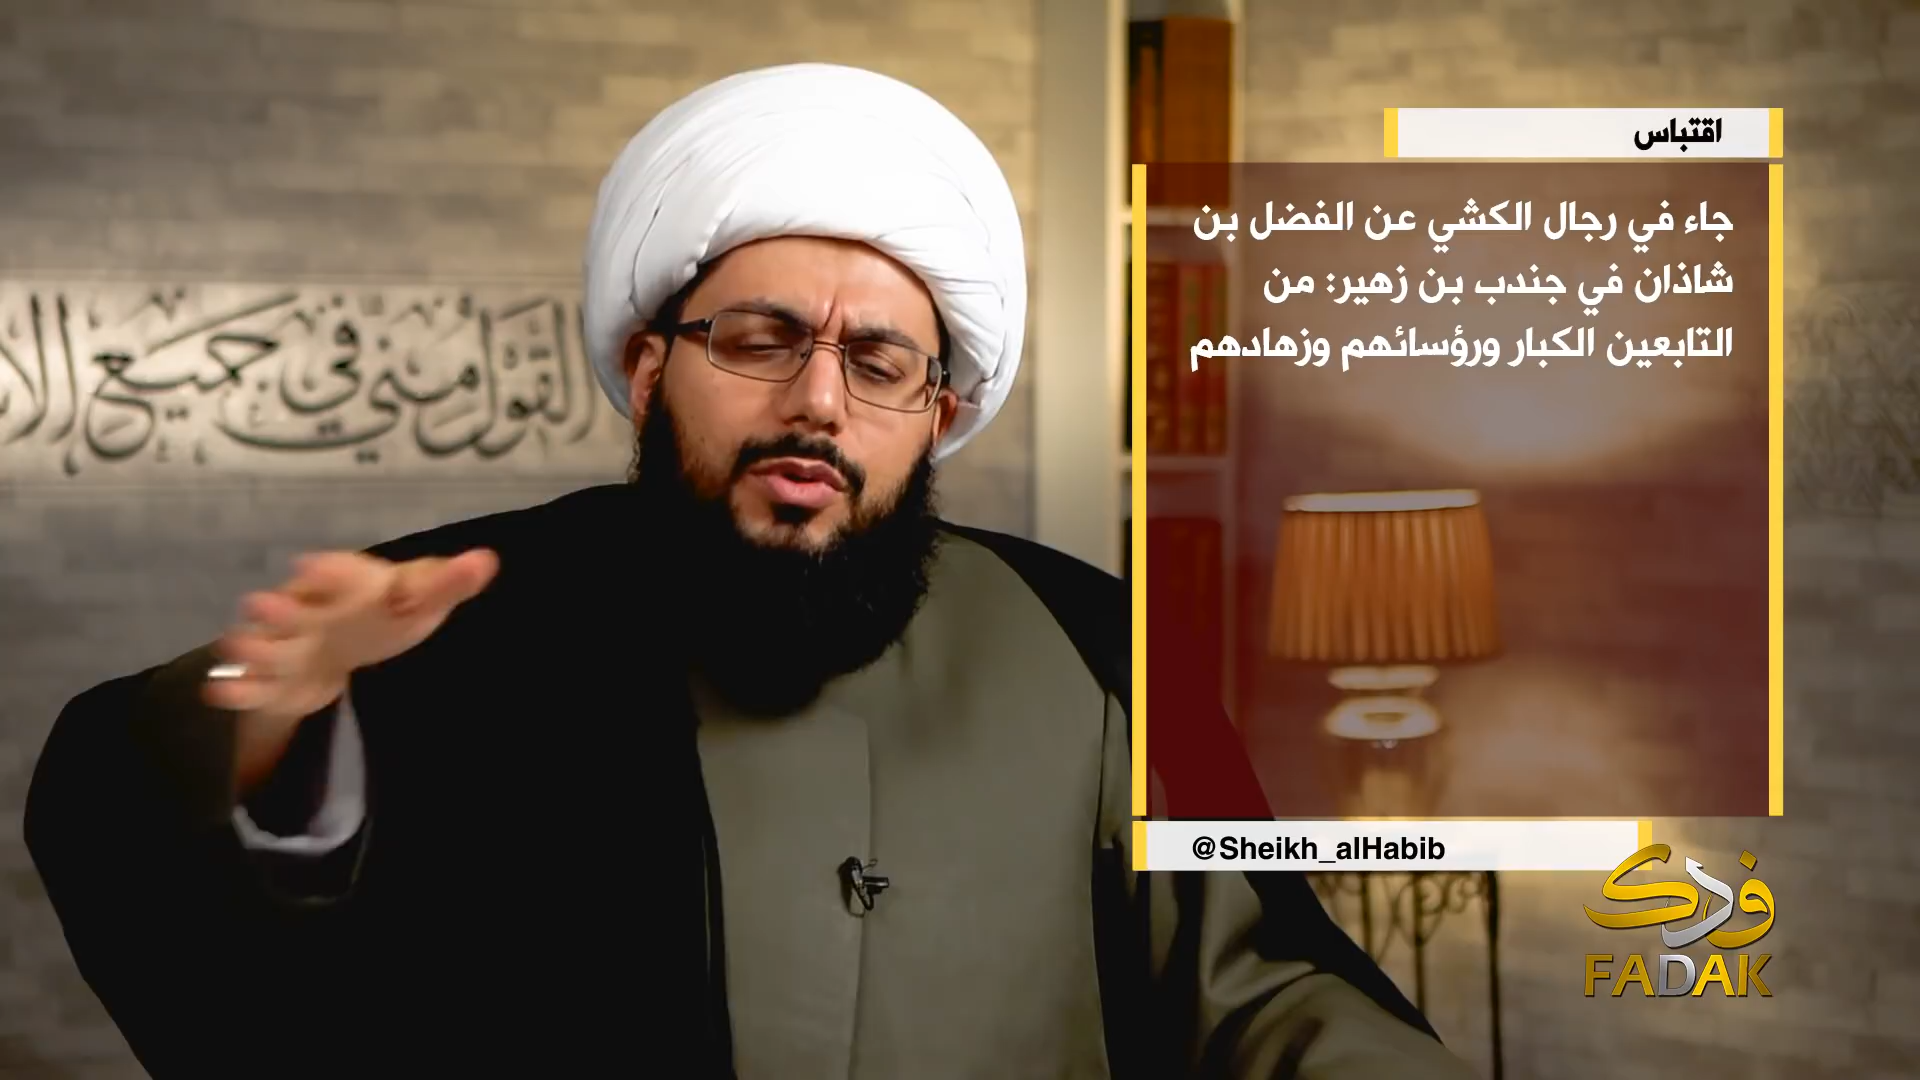 القول مني في جميع
اقتباس
جاء في رجال الكشي عن الفضل بن
شاذان في جندب بن زهير: من
التابعين الكبار ورؤسائهم وزهادهم
@Sheikh_alHabib
فدك
FADAK